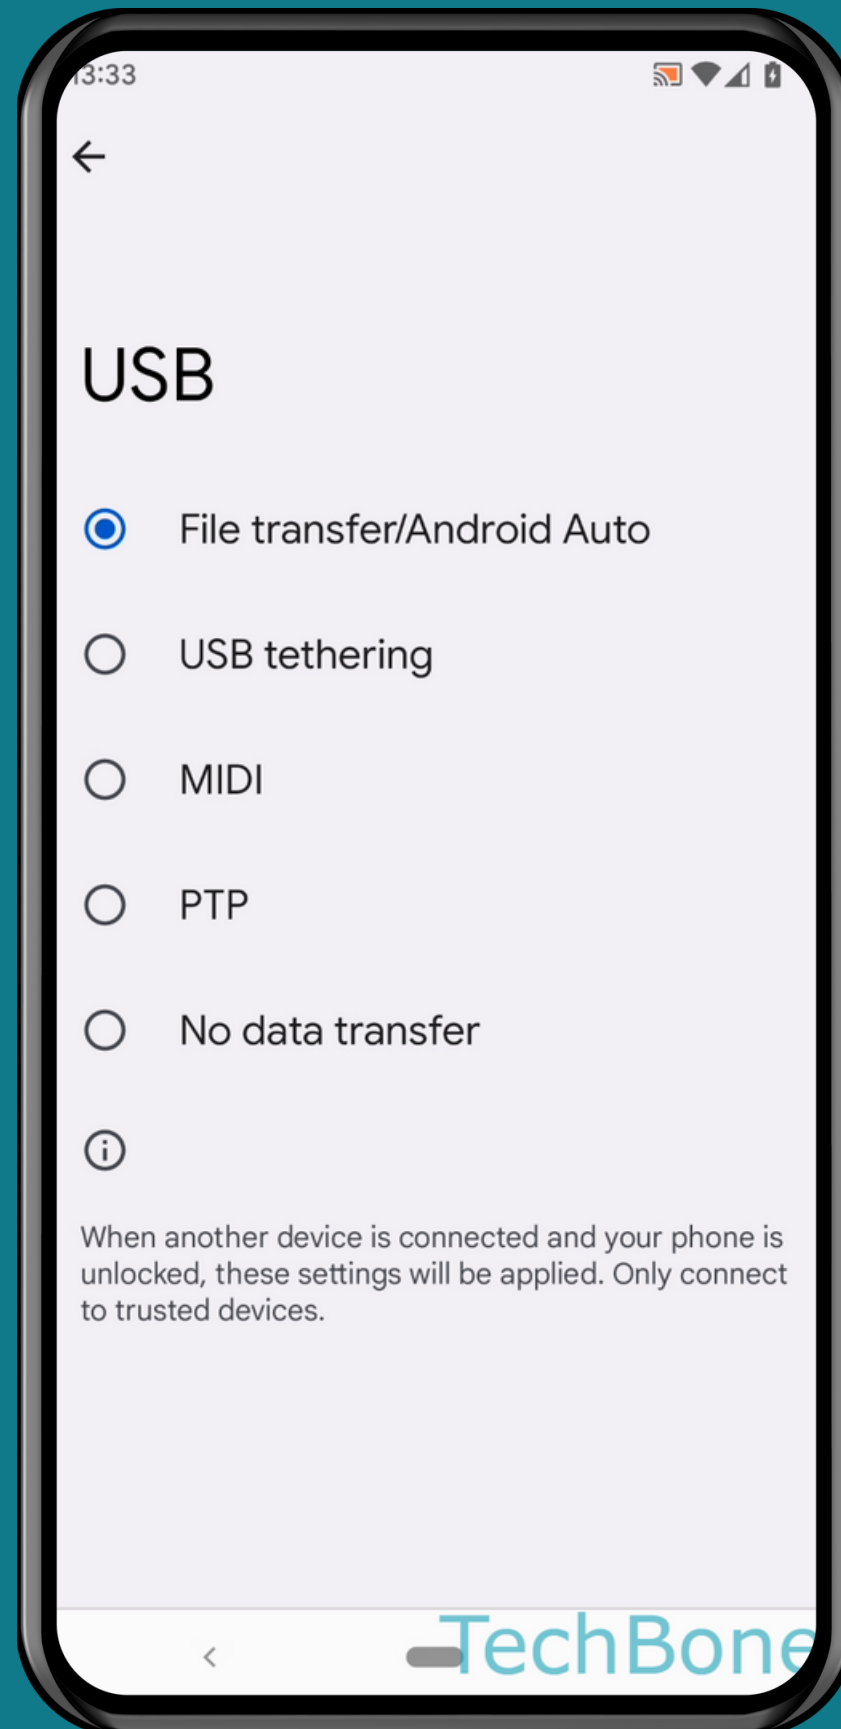 13:33
USB
File transfer/Android Auto
USB tethering
MIDI
PTP
No data transfer
When another device is connected and your phone is
unlocked, these settings will be applied. Only connect
to trusted devices.
TechBone